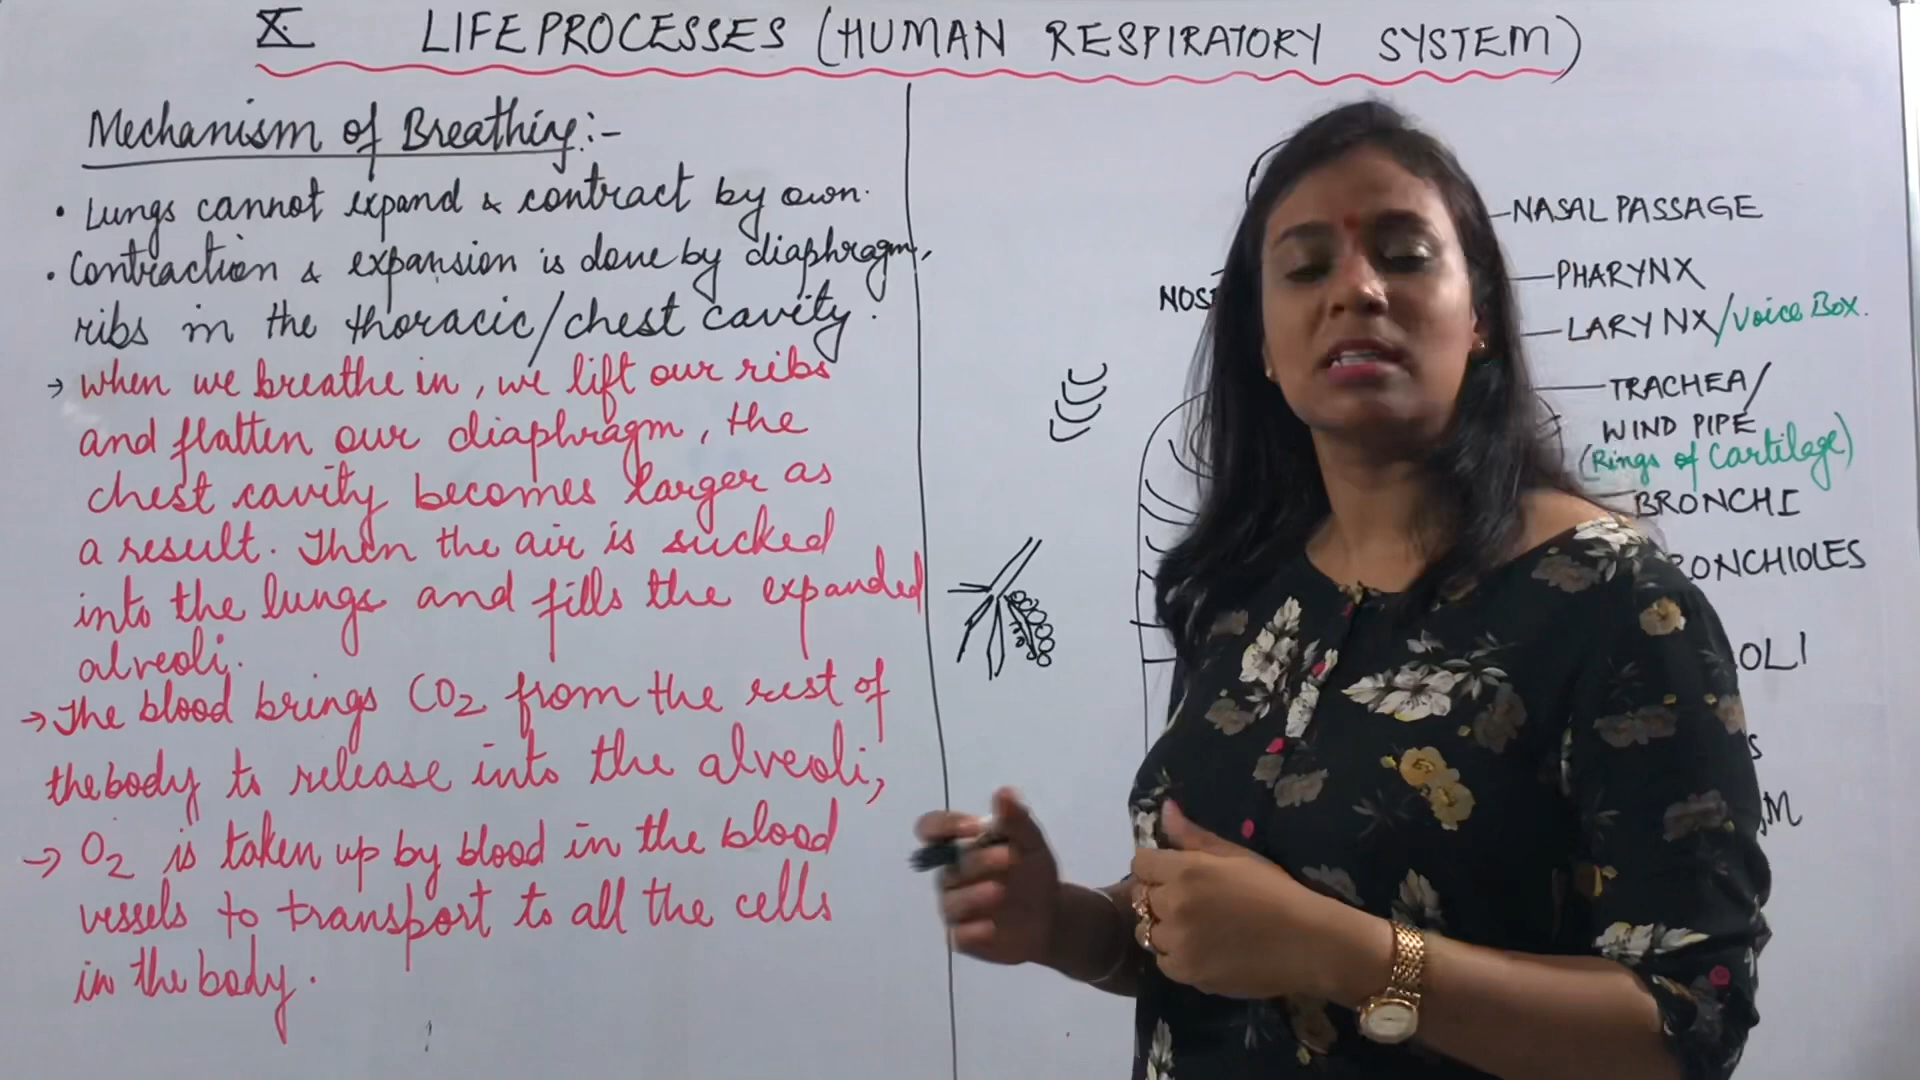 X LIFE PROCESSES (HUMAN RESPIRATORY SYSTEM)
Mechanism of Breathing:-
• Lungs cannot expand & contract by own.
• Contraction & expansion is done by diaphragm,
ribs in the thoracic/chest cavity.
→ When we breathe in, we lift our ribs
and flatten our diaphragm, the
chest cavity becomes larger as
a result. Then the air is sucked
into the lungs and fills the expanded
alveoli.
→ The blood brings CO2 from the rest of
the body to release into the alveoli,
→ O2 is taken up by blood in the blood
vessels to transport to all the cells
in the body.
NASAL PASSAGE
PHARYNX
NOS
LARYNX/Voice Box.
TRACHEA/
WIND PIPE
(Rings of Cartilage)
BRONCHI
RONCHIOLES
OLI
S
M